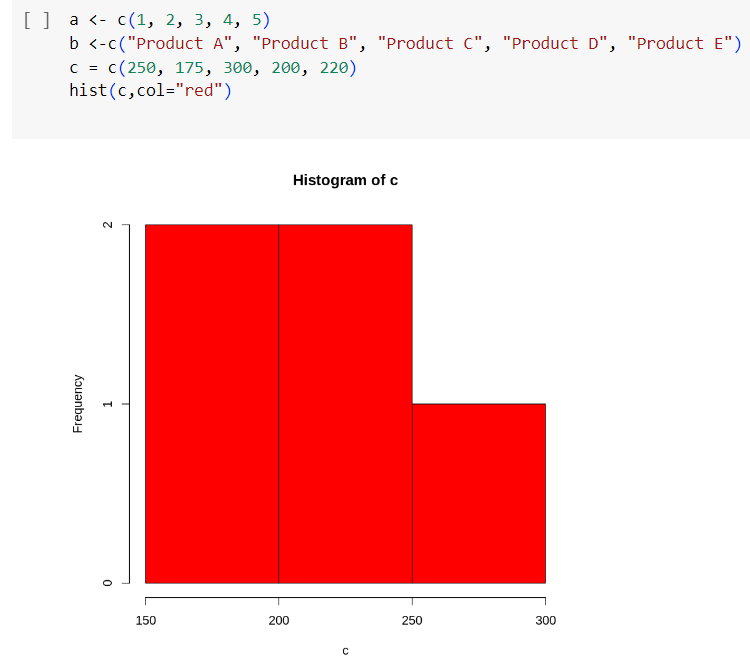 [ ] a <- c(1, 2, 3, 4, 5)
b <-c("Product A", "Product B", "Product C", "Product D", "Product E")
c = c(250, 175, 300, 200, 220)
hist(c,col="red")
Histogram of c
Frequency
2
1
0
150 200 250 300
c